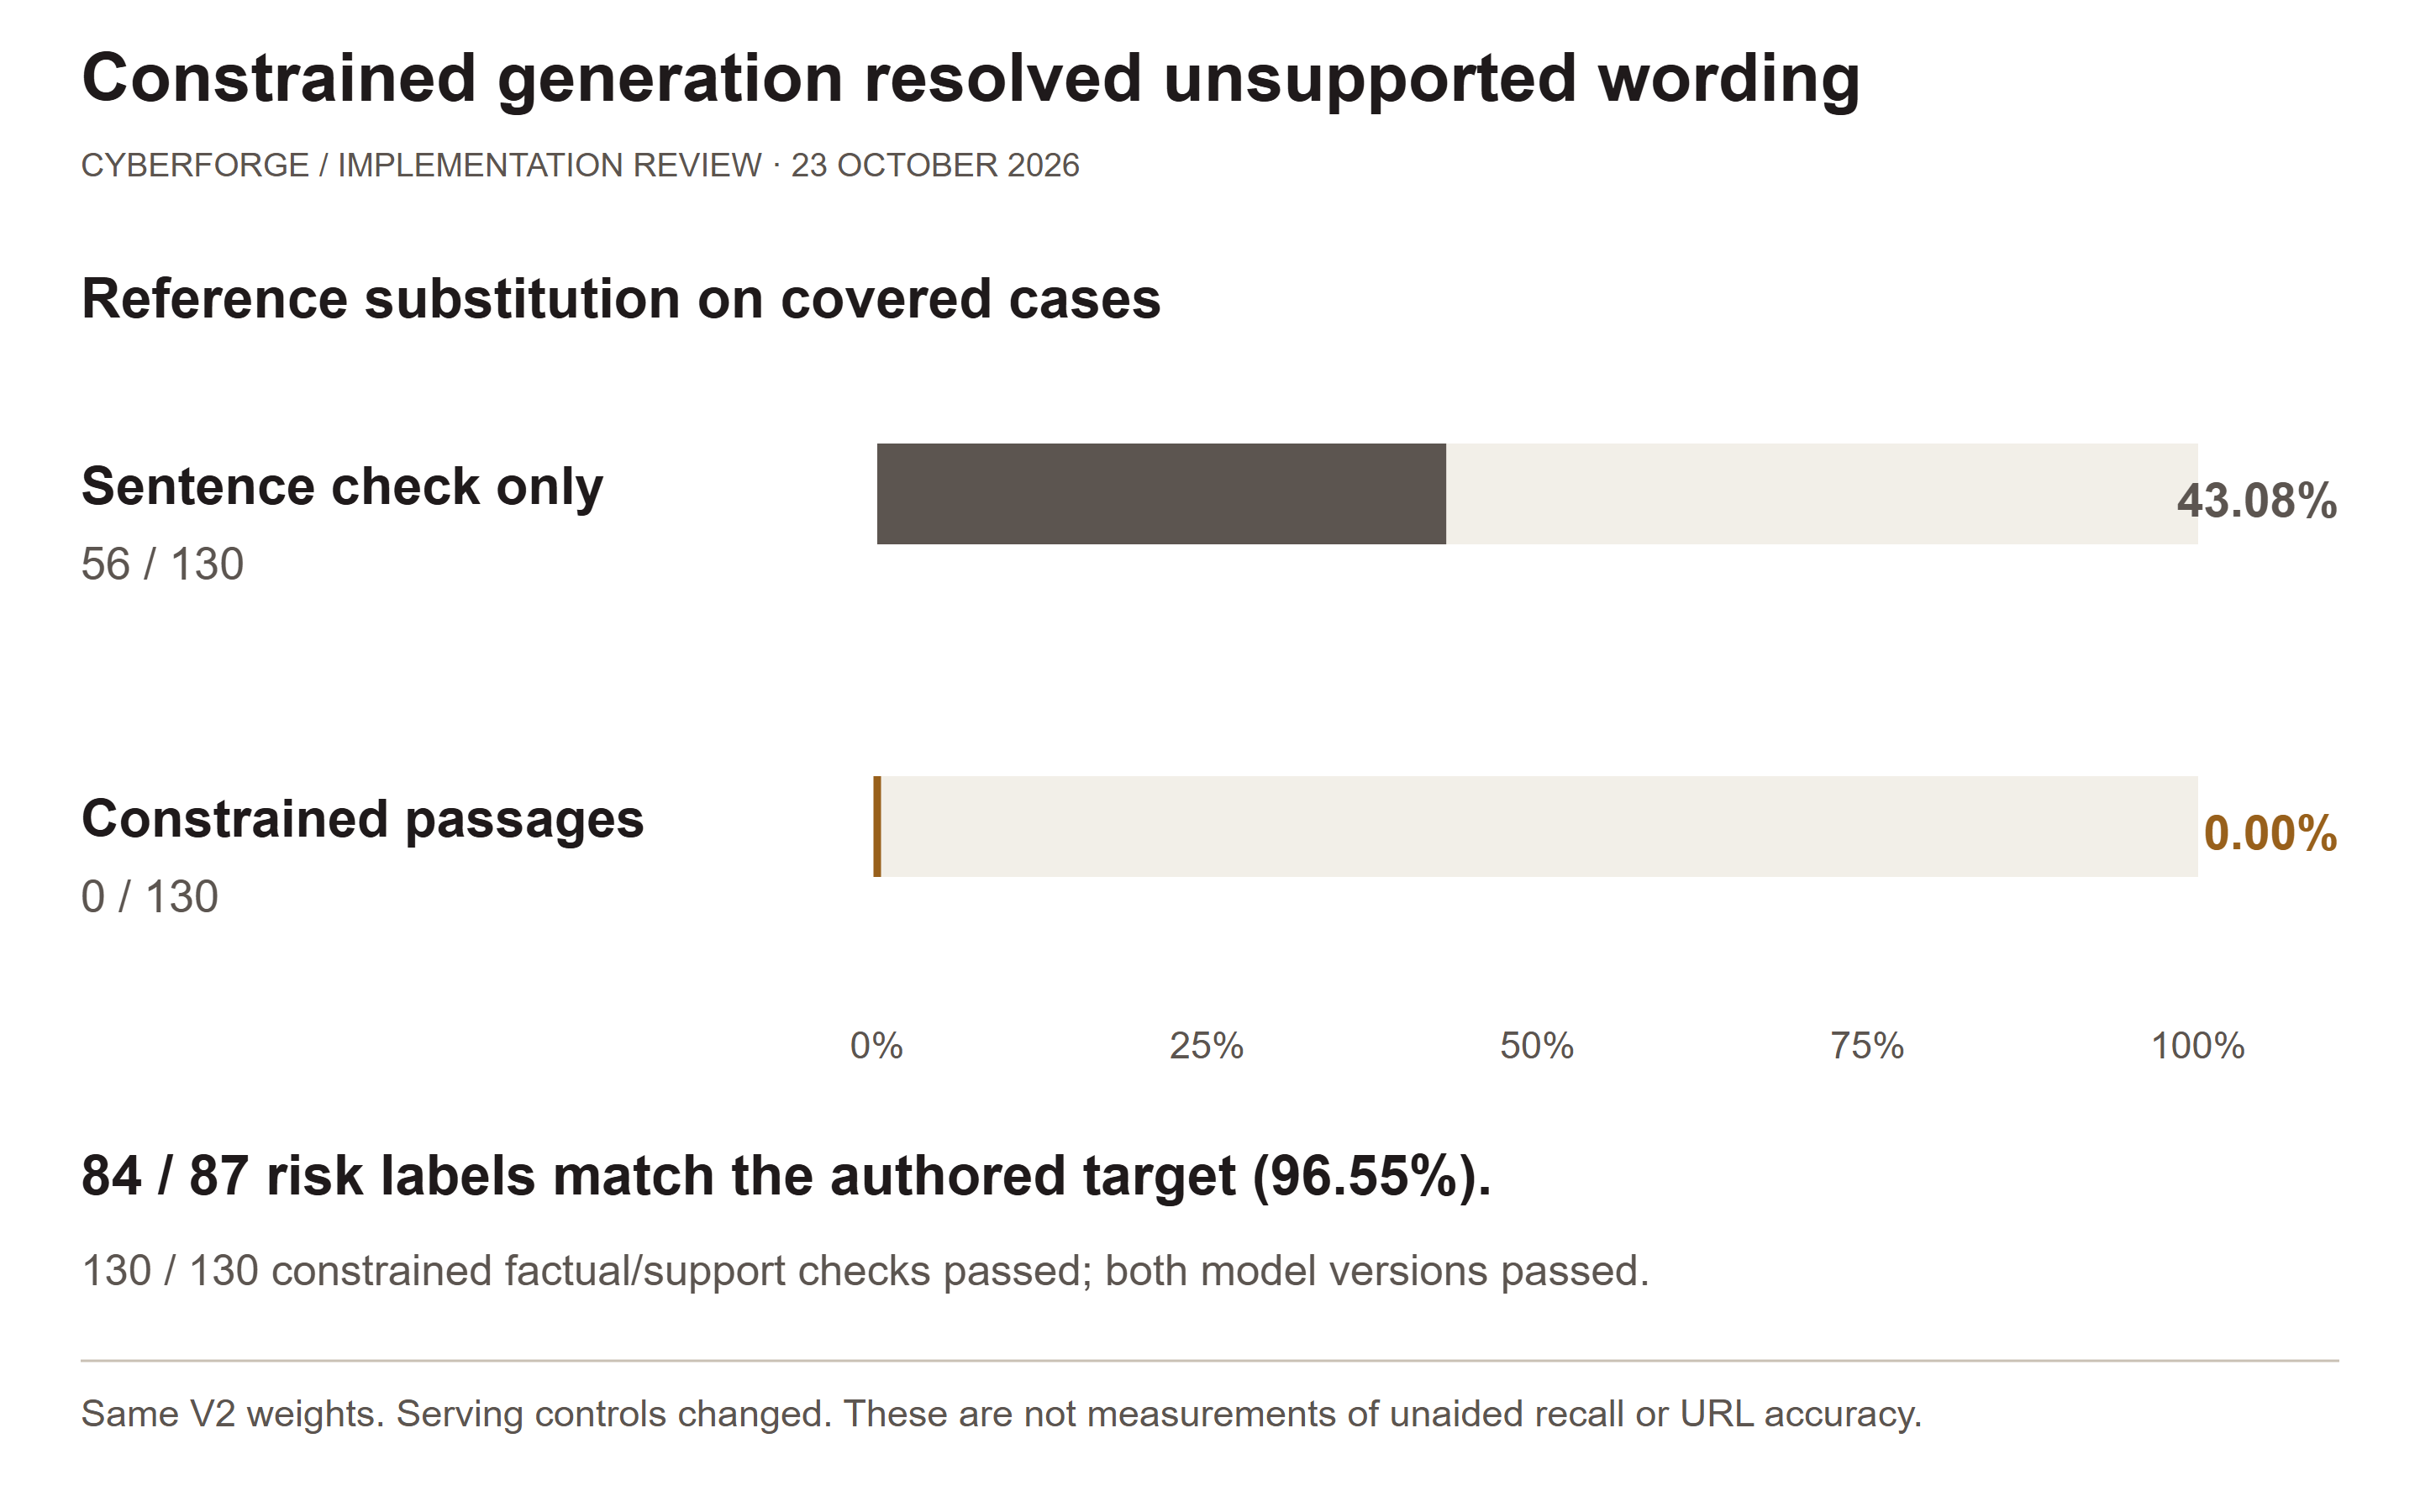 Constrained generation resolved unsupported wording
CYBERFORGE / IMPLEMENTATION REVIEW · 23 OCTOBER 2026
Reference substitution on covered cases
Sentence check only
43.08%
56 / 130
Constrained passages
0.00%
0 / 130
0% 25% 50% 75% 100%
84 / 87 risk labels match the authored target (96.55%).
130 / 130 constrained factual/support checks passed; both model versions passed.
Same V2 weights. Serving controls changed. These are not measurements of unaided recall or URL accuracy.